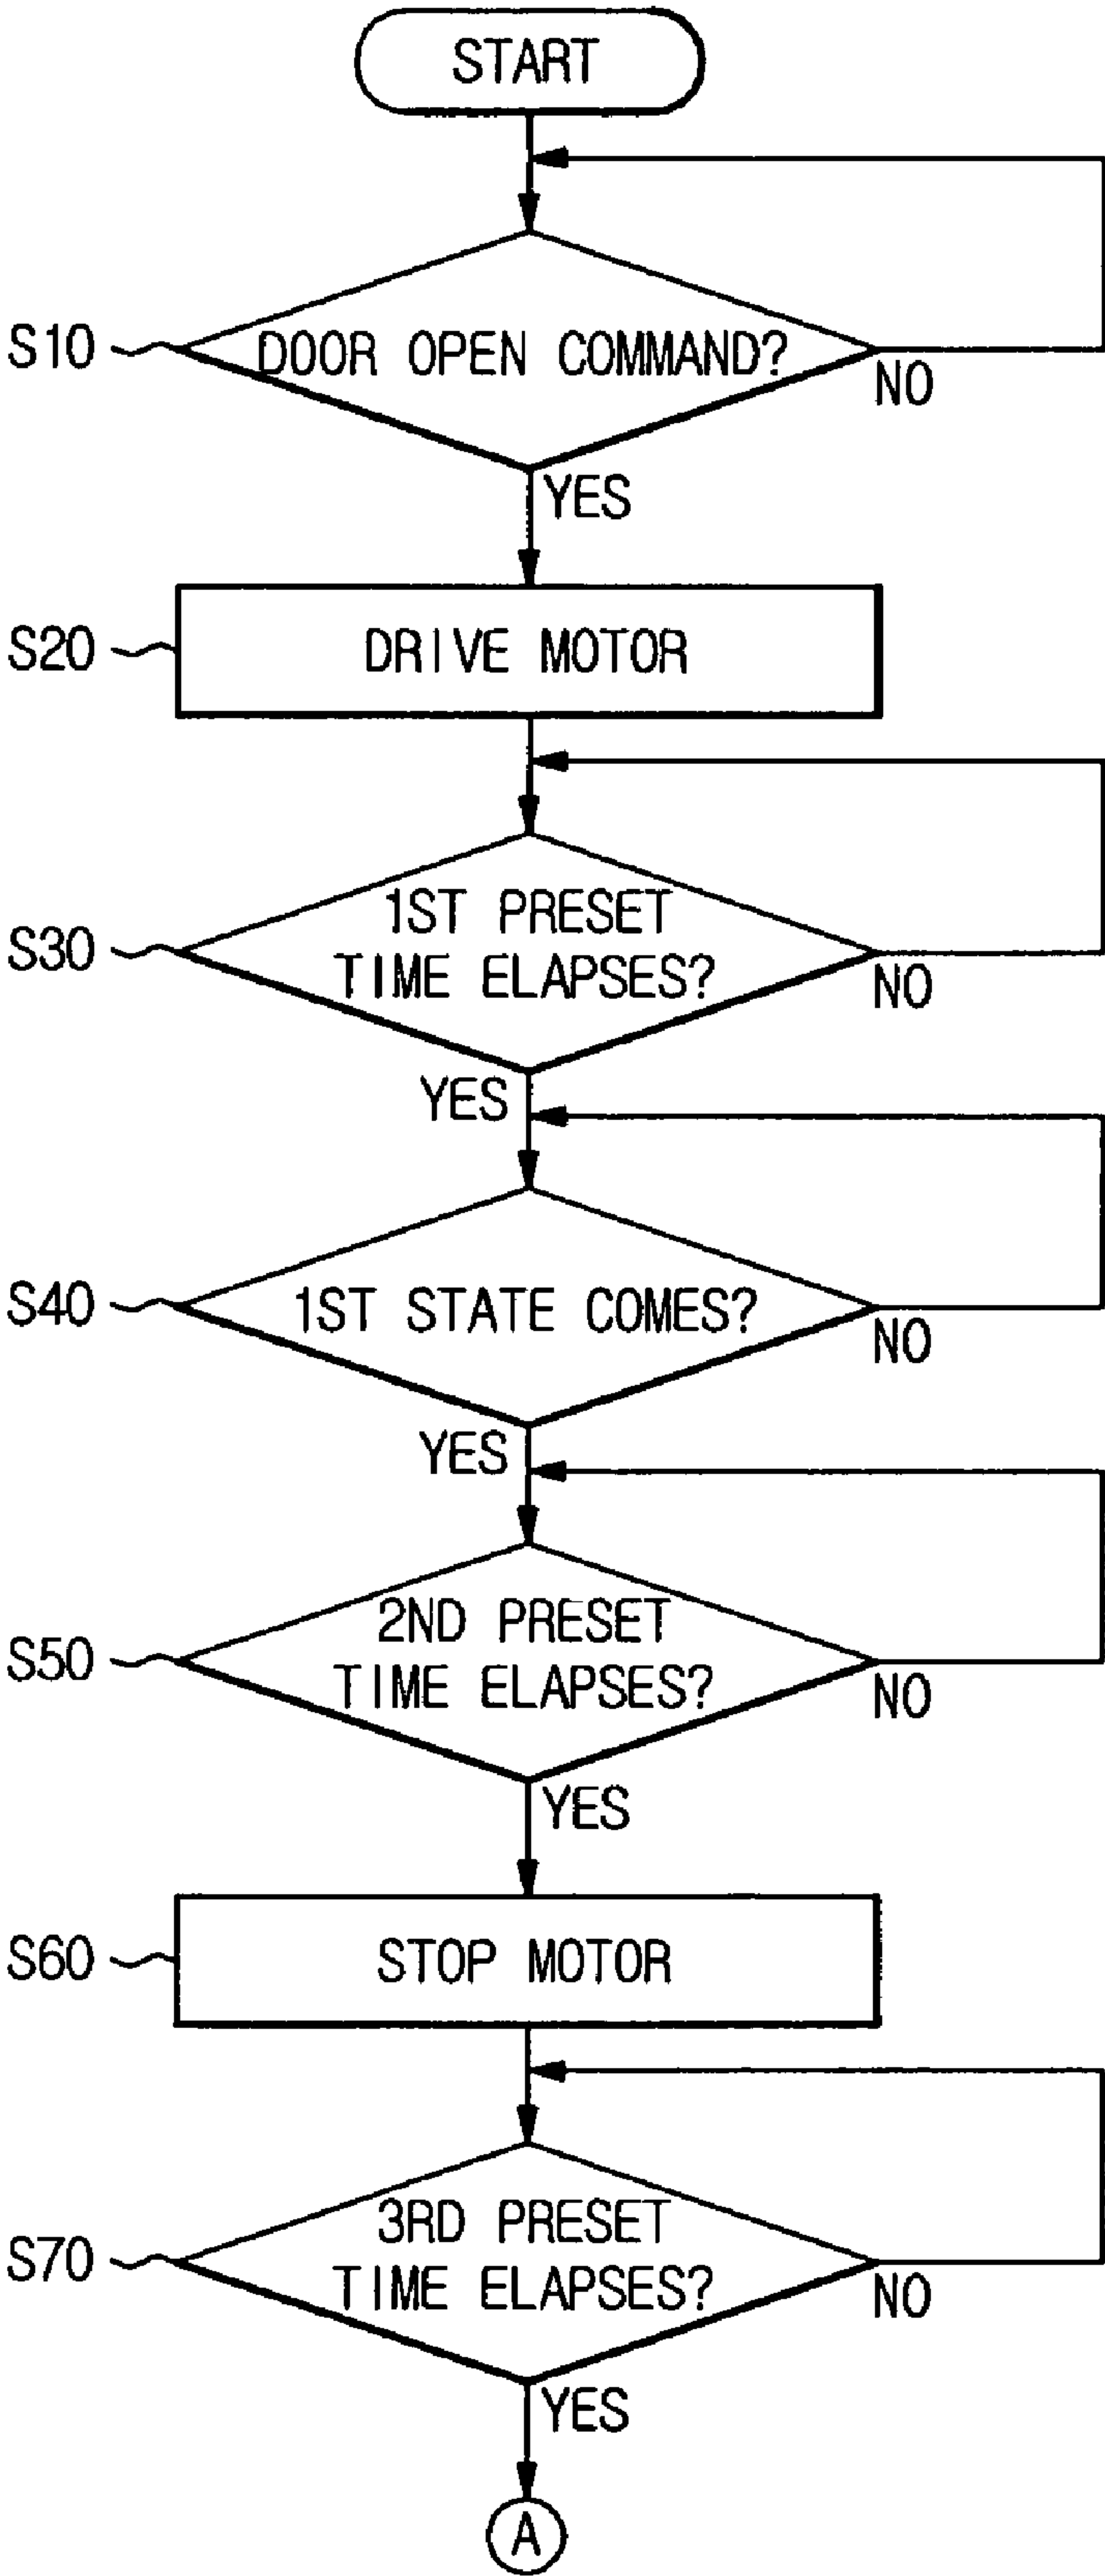 START
S10
DOOR OPEN COMMAND?
NO
YES
S20
DRIVE MOTOR
S30
1ST PRESET
TIME ELAPSES?
NO
YES
S40
1ST STATE COMES?
NO
YES
S50
2ND PRESET
TIME ELAPSES?
NO
YES
S60
STOP MOTOR
S70
3RD PRESET
TIME ELAPSES?
NO
YES
A